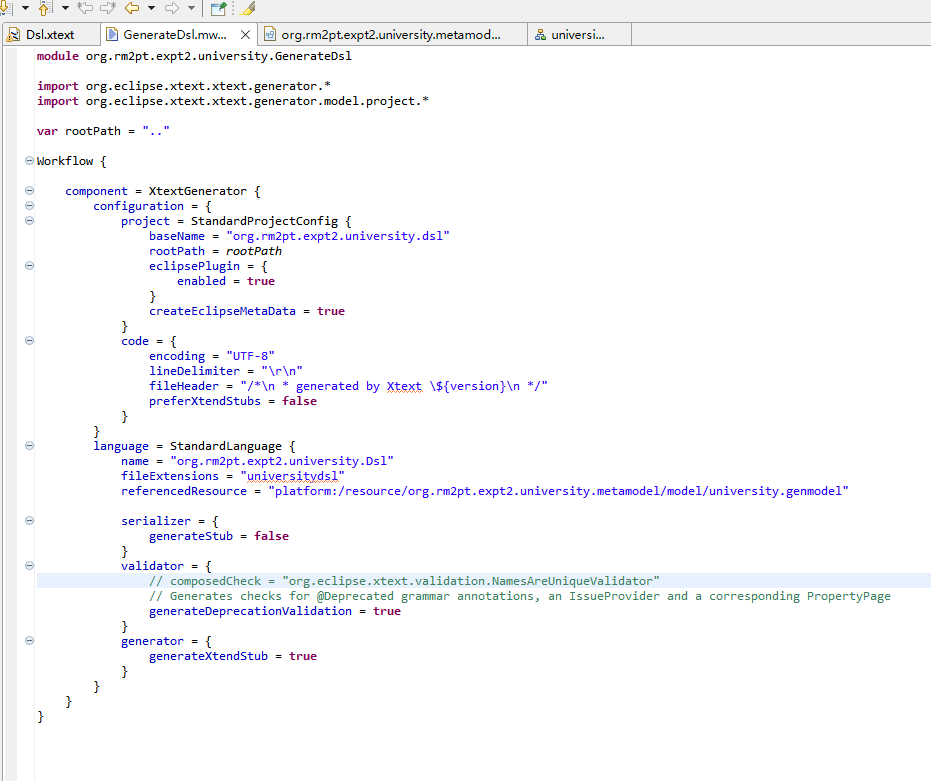 Dsl.xtext
GenerateDsl.mw...
org.rm2pt.expt2.university.metamod...
universi...
module org.rm2pt.expt2.university.GenerateDsl
import org.eclipse.xtext.xtext.generator.*
import org.eclipse.xtext.xtext.generator.model.project.*
var rootPath = ".."
Workflow {
component = XtextGenerator {
configuration = {
project = StandardProjectConfig {
baseName = "org.rm2pt.expt2.university.dsl"
rootPath = rootPath
eclipsePlugin = {
enabled = true
}
createEclipseMetaData = true
}
code = {
encoding = "UTF-8"
lineDelimiter = "\r\n"
fileHeader = "/*\n * generated by Xtext \${version}\n */"
preferXtendStubs = false
}
}
language = StandardLanguage {
name = "org.rm2pt.expt2.university.Dsl"
fileExtensions = "universitydsl"
referencedResource = "platform:/resource/org.rm2pt.expt2.university.metamodel/model/university.genmodel"
serializer = {
generateStub = false
}
validator = {
// composedCheck = "org.eclipse.xtext.validation.NamesAreUniqueValidator"
// Generates checks for @Deprecated grammar annotations, an IssueProvider and a corresponding PropertyPage
generateDeprecationValidation = true
}
generator = {
generateXtendStub = true
}
}
}
}